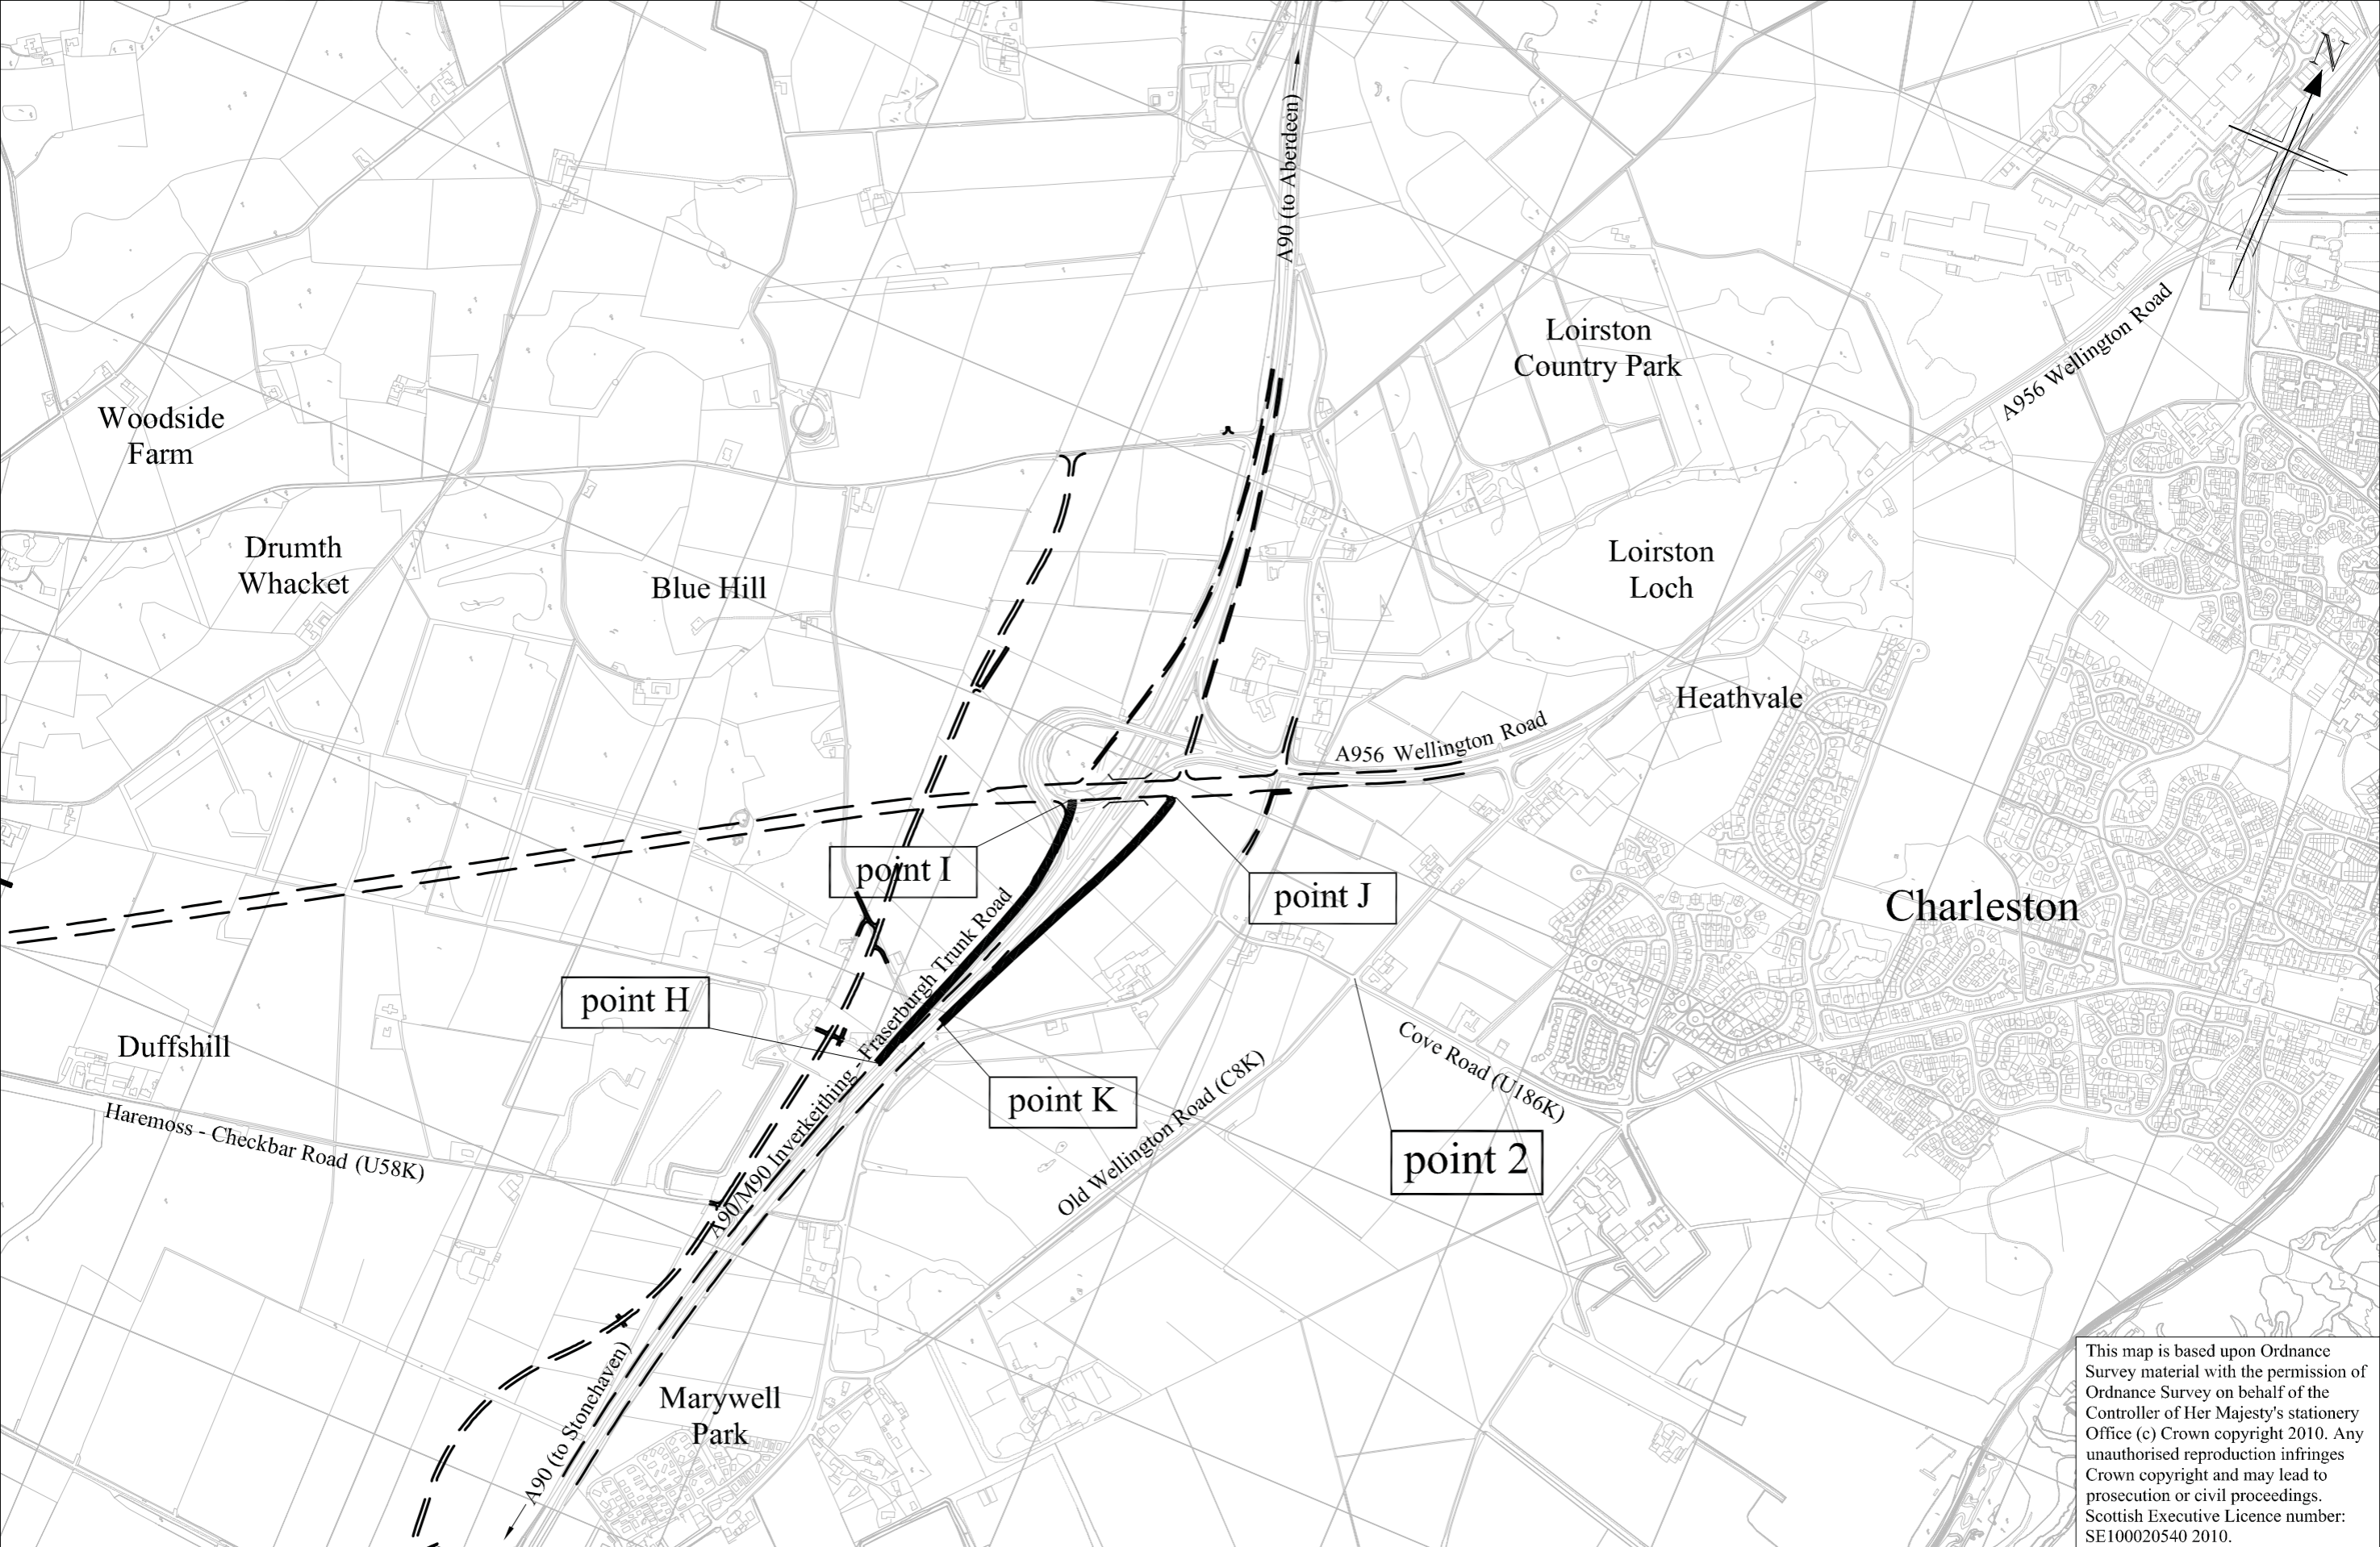 N
A90 (to Aberdeen)
A956 Wellington Road
Loirston
Country Park
Woodside
Farm
Drumth
Whacket
Blue Hill
Loirston
Loch
Heathvale
A956 Wellington Road
point I
point J
Charleston
A90/M90 Inverkeithing - Fraserburgh Trunk Road
point H
Duffshill
point K
Cove Road (U186K)
Old Wellington Road (C8K)
Haremoss - Checkbar Road (U58K)
point 2
A90 (to Stonehaven)
Marywell
Park
This map is based upon Ordnance
Survey material with the permission of
Ordnance Survey on behalf of the
Controller of Her Majesty's stationery
Office (c) Crown copyright 2010. Any
unauthorised reproduction infringes
Crown copyright and may lead to
prosecution or civil proceedings.
Scottish Executive Licence number:
SE100020540 2010.